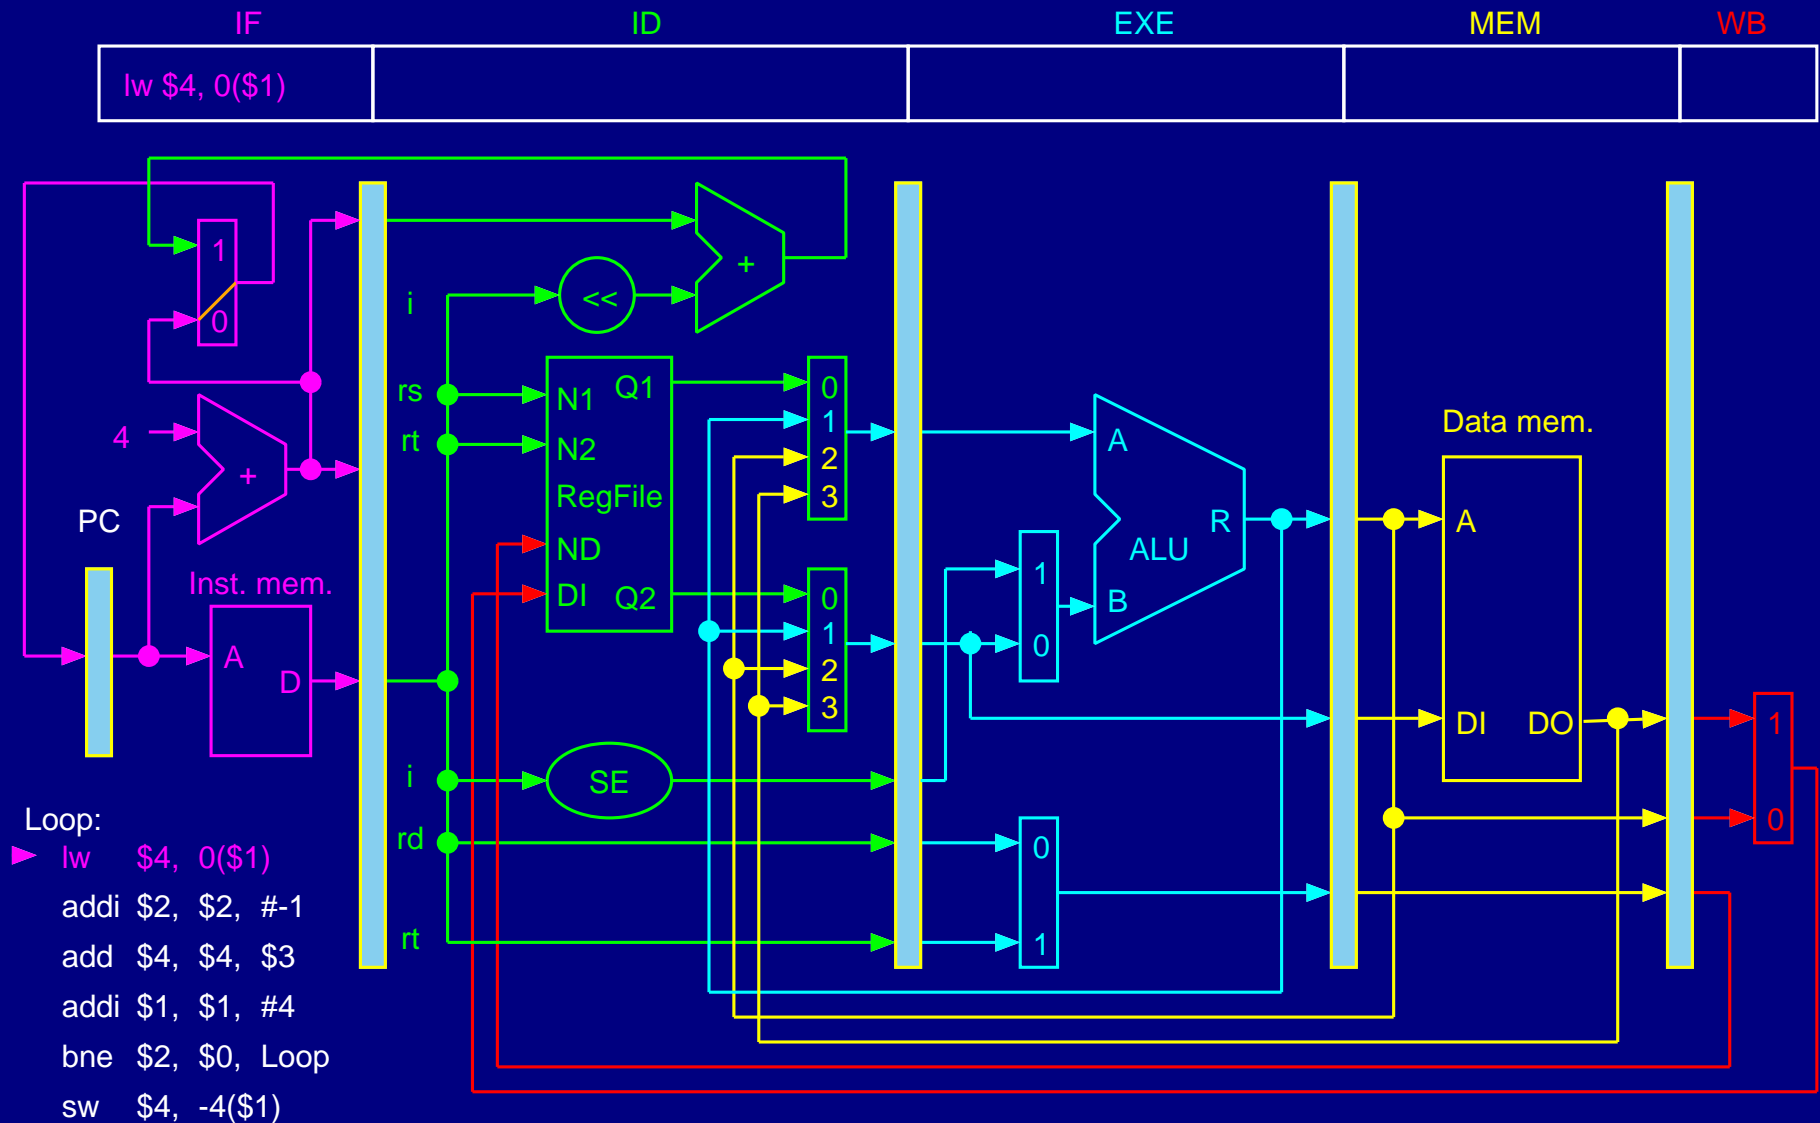 IF ID EXE MEM WB
lw $4, 0($1)
1
0
i
<<
+
rs
rt
N1 Q1
N2
RegFile
ND
DI Q2
0
1
2
3
0
1
2
3
4
+
PC
Inst. mem.
A
D
i
SE
rd
rt
A
B
R
ALU
1
0
0
1
Data mem.
A
DI DO
1
0
Loop:
lw $4, 0($1)
addi $2, $2, #-1
add $4, $4, $3
addi $1, $1, #4
bne $2, $0, Loop
sw $4, -4($1)